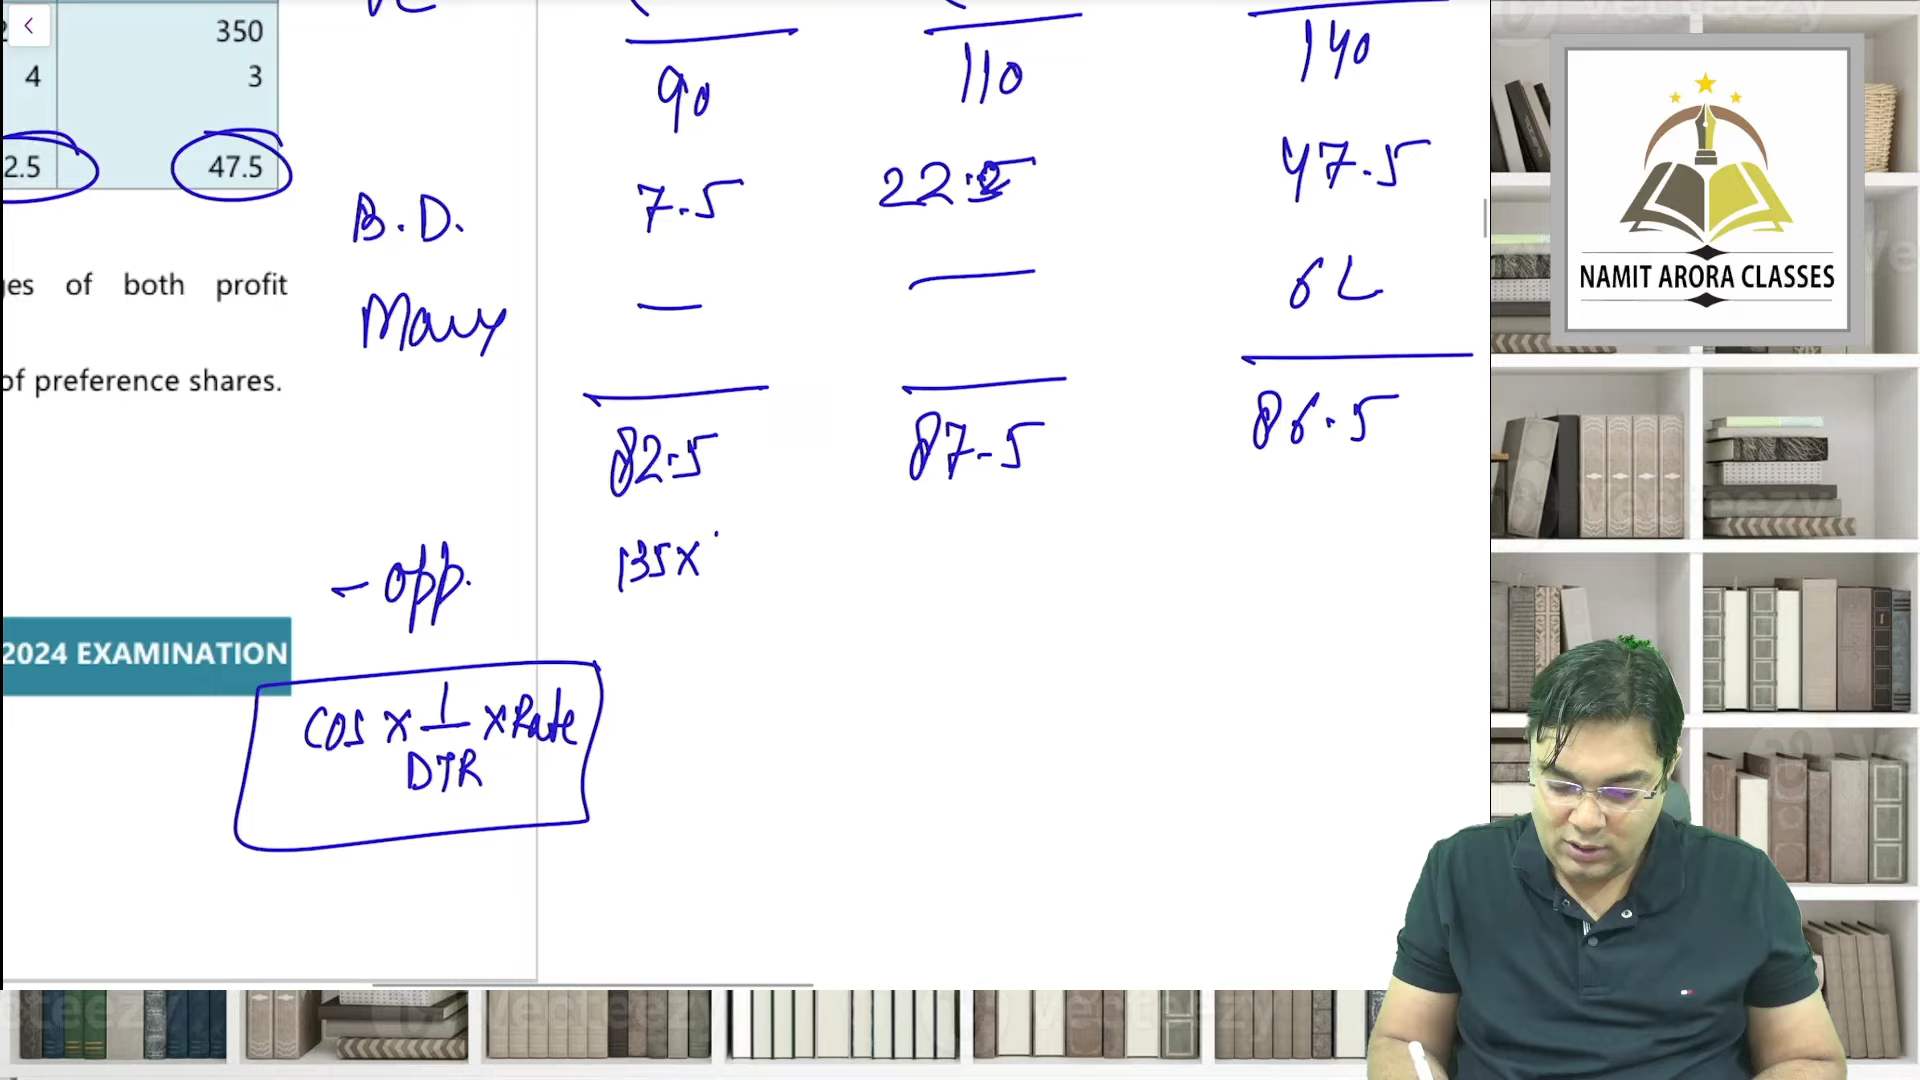 350
4 3
2.5 47.5
ges of both profit
of preference shares.
2024 EXAMINATION
90 110 140
B.D. 7.5 22.5 47.5
Many — — 6L
82.5 87.5 86.5
- opp. 135x
COS x 1/DTR x Rate
NAMIT ARORA CLASSES